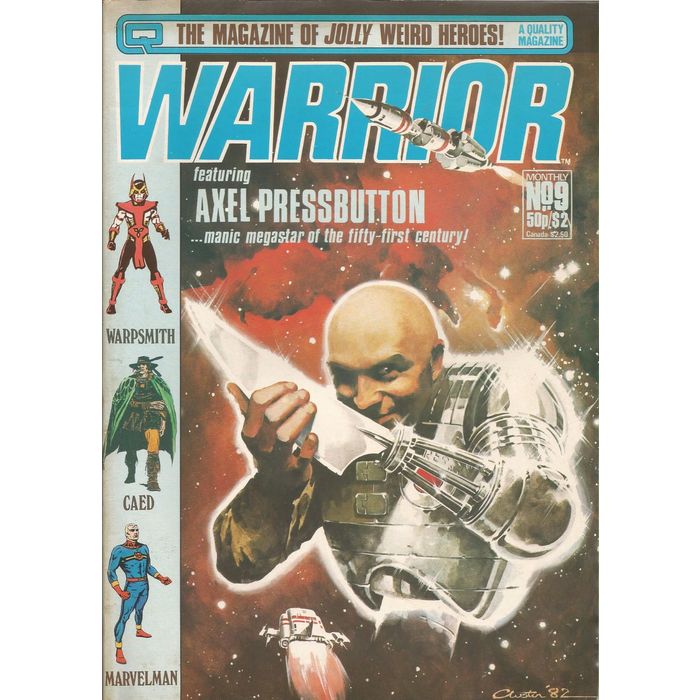 Q THE MAGAZINE OF JOLLY WEIRD HEROES! A QUALITY
MAGAZINE
WARRIOR
TM
featuring
AXEL PRESSBUTTON
...manic megastar of the fifty-first century!
MONTHLY
No9
50p/$2
Canada $2.50
WARPSMITH
CAED
MARVELMAN
'82